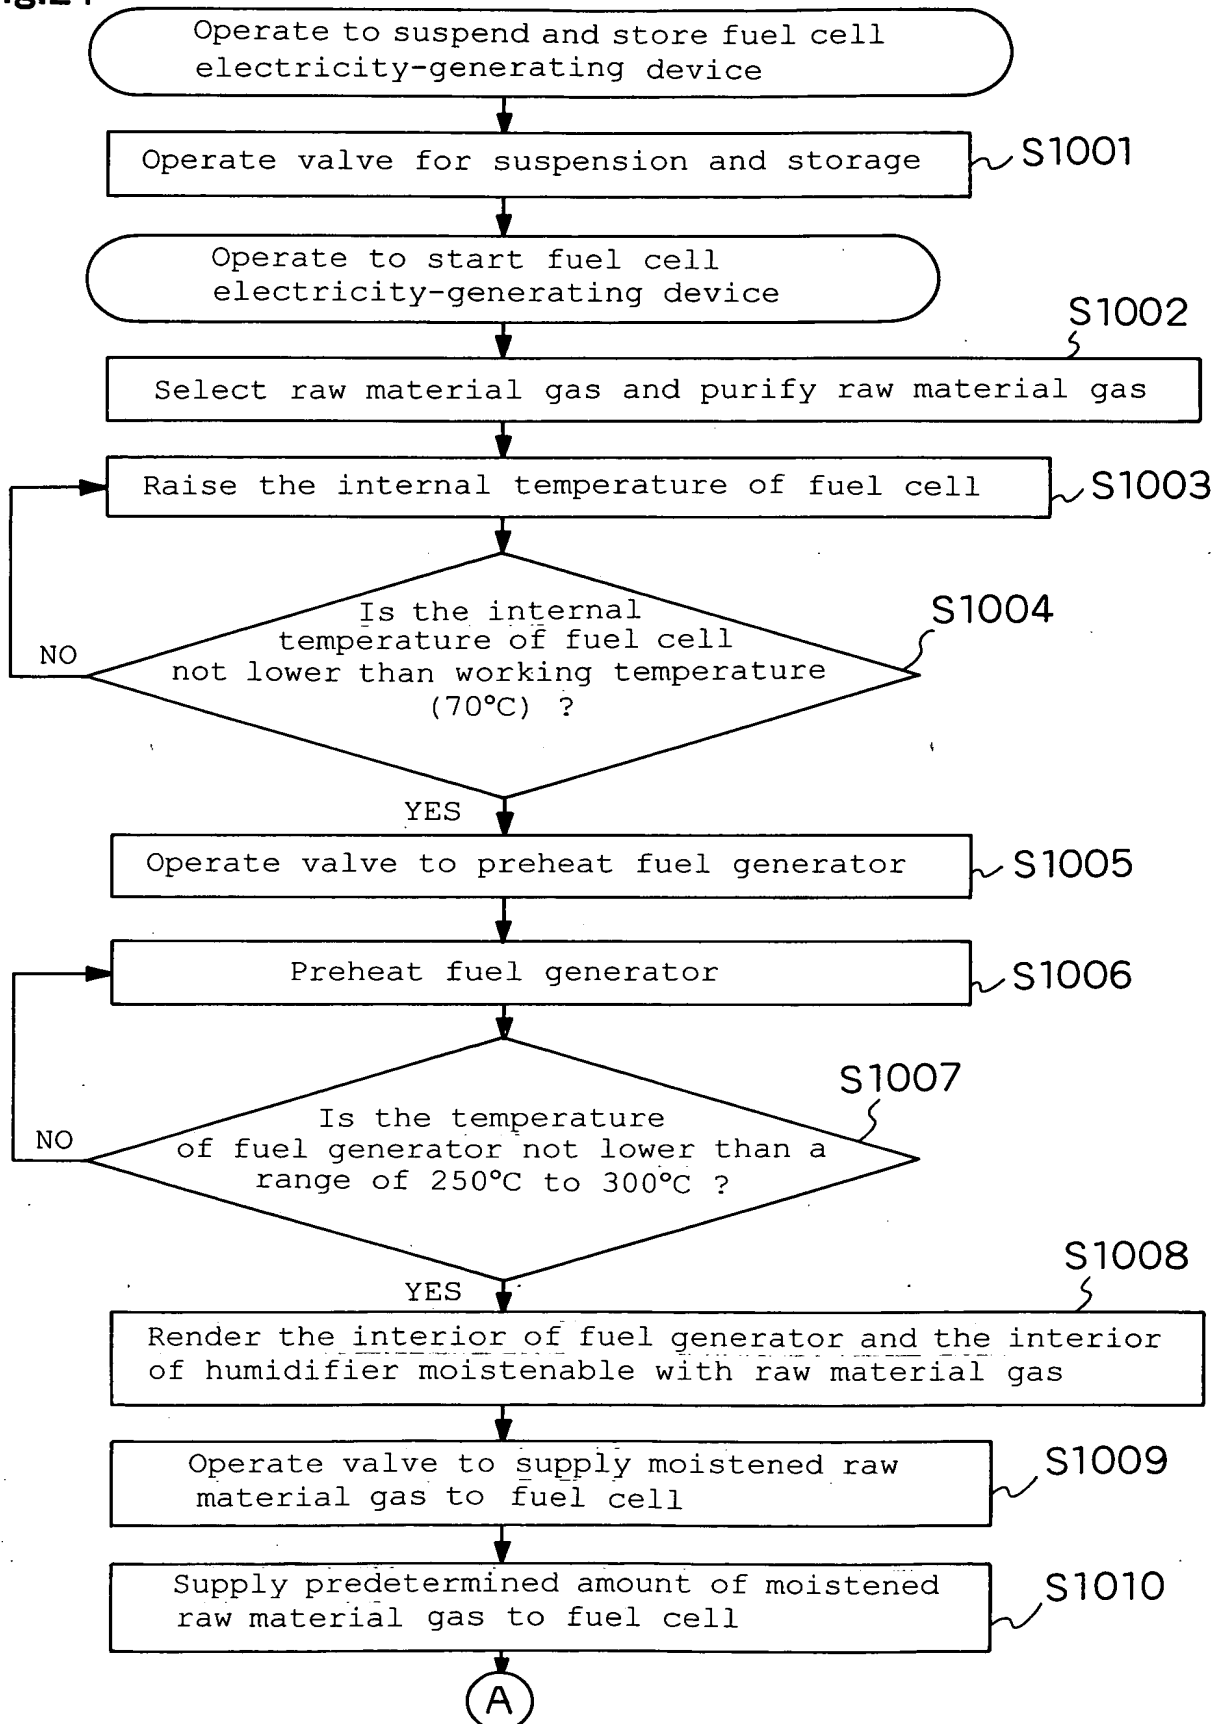 Operate to suspend and store fuel cell
electricity-generating device
Operate valve for suspension and storage
S1001
Operate to start fuel cell
electricity-generating device
S1002
Select raw material gas and purify raw material gas
Raise the internal temperature of fuel cell
S1003
Is the internal
temperature of fuel cell
not lower than working temperature
(70°C) ?
S1004
NO
YES
Operate valve to preheat fuel generator
S1005
Preheat fuel generator
S1006
S1007
Is the temperature
of fuel generator not lower than a
range of 250°C to 300°C ?
NO
YES
S1008
Render the interior of fuel generator and the interior
of humidifier moistenable with raw material gas
Operate valve to supply moistened raw
material gas to fuel cell
S1009
Supply predetermined amount of moistened
raw material gas to fuel cell
S1010
A